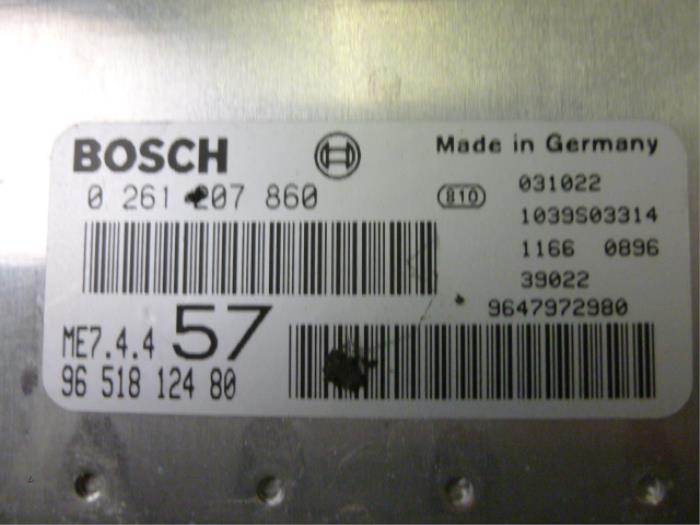 BOSCH
Made in Germany
0 261 207 860
810
031022
1039S03314
1166 0896
39022
9647972980
ME7.4.4 57
96 518 124 80